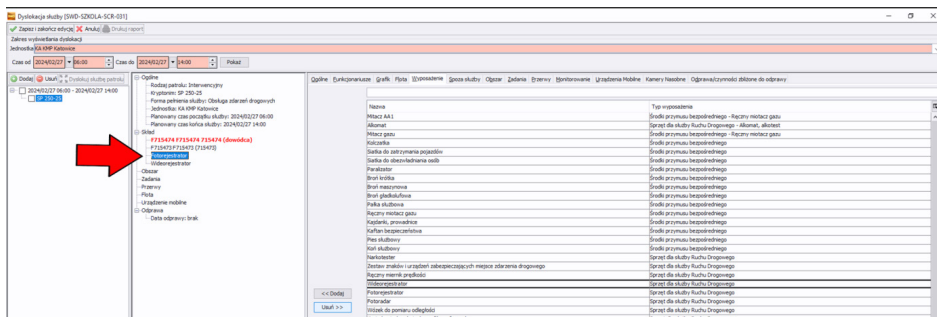 Dyslokacja służby [SWD-SZKOLA-SCR-031]
Zapisz i zakończ edycję Anuluj Drukuj raport
Zakres wyświetlania dyslokacji
Jednostka KA KMP Katowice
Czas od 2024/02/27 06:00 Czas do 2024/02/27 14:00 Pokaż
Dodaj Usuń Dyslokuj służbę patrolu
2024/02/27 06:00 - 2024/02/27 14:00
SP 250-25
Ogólne
Rodzaj patrolu: Interwencyjny
Kryptonim: SP 250-25
Forma pełnienia służby: Obsługa zdarzeń drogowych
Jednostka: KA KMP Katowice
Planowany czas początku służby: 2024/02/27 06:00
Planowany czas końca służby: 2024/02/27 14:00
Skład
F715474 F715474 715474 (dowódca)
F715473 F715473 (715473)
Fotorejestrator
Wideorejestrator
Obszar
Zadania
Przerwy
Flota
Urządzenie mobilne
Odprawa
Data odprawy: brak
Ogólne Funkcjonariusze Grafik Flota Wyposażenie Sposza służby Obszar Zadania Przerwy Monitorowanie Urządzenia Mobilne Kamery Nasobne Odprawa/czynności zbliżone do odprawy
Nazwa Typ wyposażenia
Miotacz AA1 Środki przymusu bezpośredniego - Ręczny miotacz gazu
Alkomat Sprzęt dla służby Ruchu Drogowego - Alkomat, alkotest
Miotacz gazu Środki przymusu bezpośredniego - Ręczny miotacz gazu
Kolczatka Środki przymusu bezpośredniego
Siatka do zatrzymania pojazdów Środki przymusu bezpośredniego
Siatka do obezwładniania osób Środki przymusu bezpośredniego
Paralizator Środki przymusu bezpośredniego
Broń krótka Środki przymusu bezpośredniego
Broń maszynowa Środki przymusu bezpośredniego
Broń gładkolufowa Środki przymusu bezpośredniego
Pałka służbowa Środki przymusu bezpośredniego
Ręczny miotacz gazu Środki przymusu bezpośredniego
Kajdanki, prowadnice Środki przymusu bezpośredniego
Kaftan bezpieczeństwa Środki przymusu bezpośredniego
Pies służbowy Środki przymusu bezpośredniego
Koń służbowy Środki przymusu bezpośredniego
Narkotester Sprzęt dla służby Ruchu Drogowego
Zestaw znaków i urządzeń zabezpieczających miejsce zdarzenia drogowego Sprzęt dla służby Ruchu Drogowego
Ręczny miernik prędkości Sprzęt dla służby Ruchu Drogowego
Wideorejestrator Sprzęt dla służby Ruchu Drogowego
<< Dodaj Fotorejestrator Sprzęt dla służby Ruchu Drogowego
Fotoradar Sprzęt dla służby Ruchu Drogowego
Usuń >> Wózek do pomiaru odległości Sprzęt dla służby Ruchu Drogowego